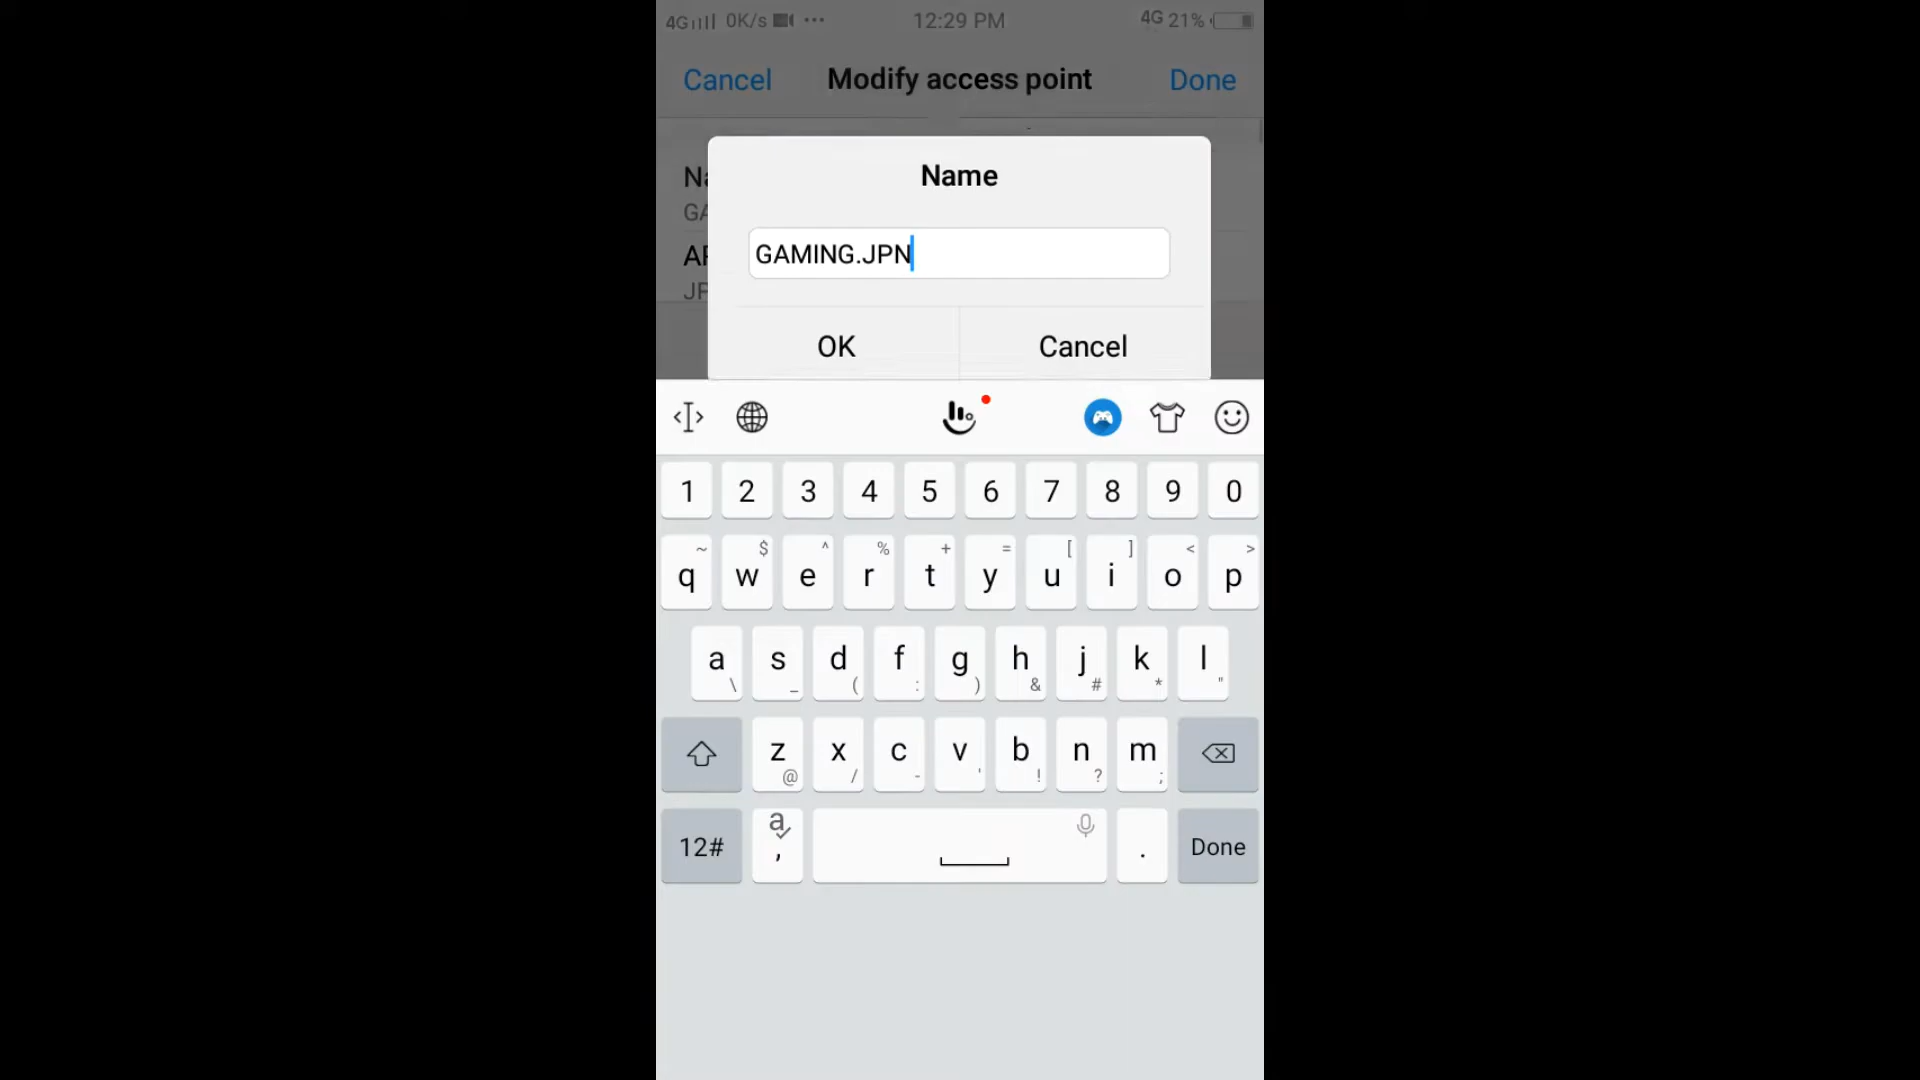 4G 0K/s ... 12:29 PM 4G 21%
Cancel Modify access point Done
Name
GAMING.JPN
OK Cancel
1 2 3 4 5 6 7 8 9 0
~ $ ^ % + = [ ] < >
q w e r t y u i o p
a s d f g h j k l
\ _ ( : ) & # * "
z x c v b n m
@ / - ' ! ? ;
12# a , . Done